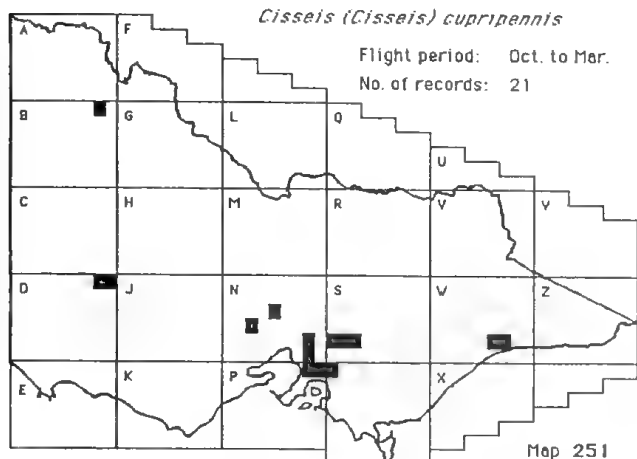 Cisseis (Cisseis) cupripennis
Flight period: Oct. to Mar.
No. of records: 21
A F
B G L Q
U
C H M R V Y
D J N S W Z
E K P X
Map 251